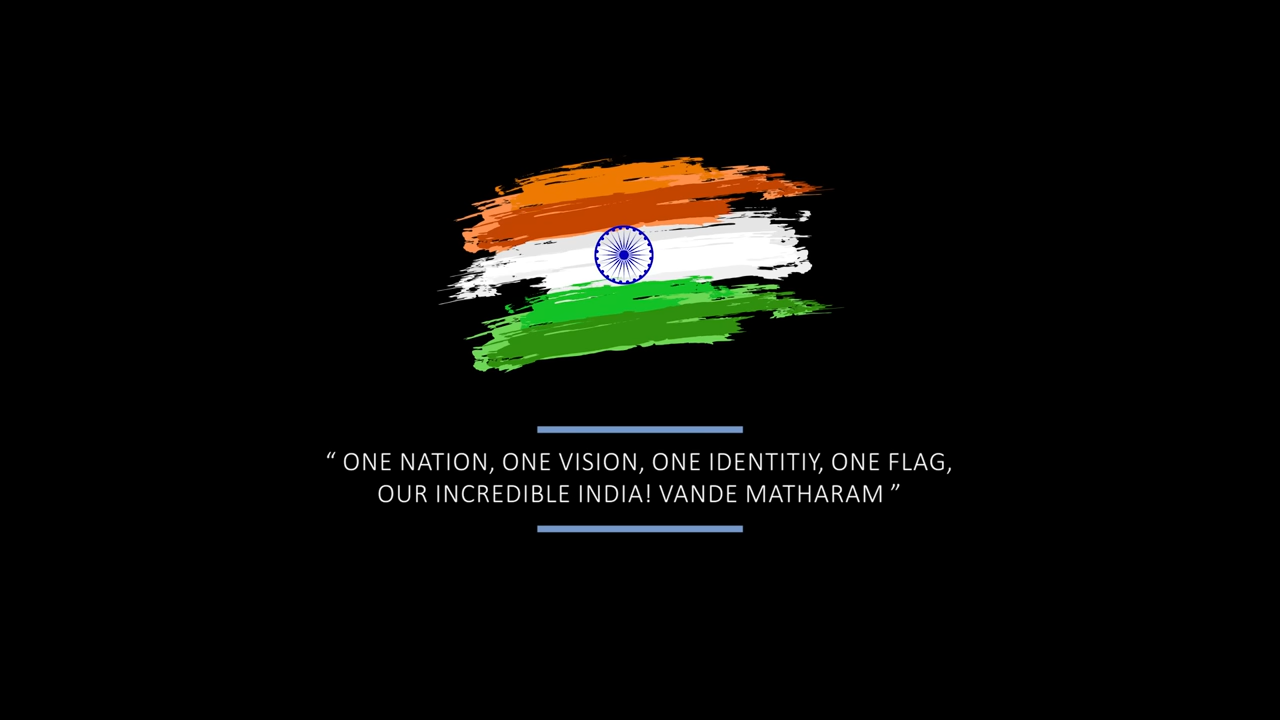 “ ONE NATION, ONE VISION, ONE IDENTITIY, ONE FLAG,
OUR INCREDIBLE INDIA! VANDE MATHARAM ”